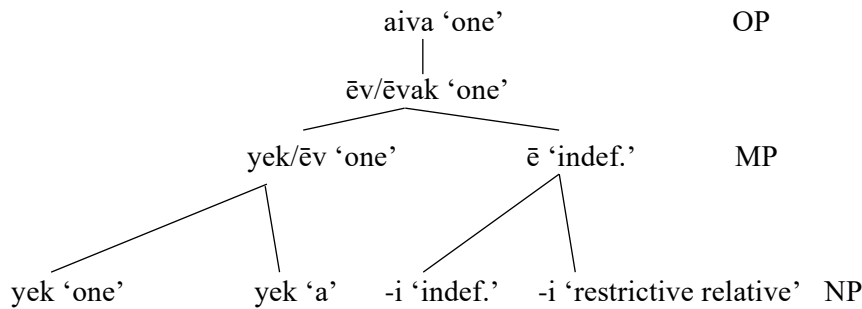 aiva ‘one’ OP
ēv/ēvak ‘one’
yek/ēv ‘one’ ē ‘indef.’ MP
yek ‘one’ yek ‘a’ -i ‘indef.’ -i ‘restrictive relative’ NP